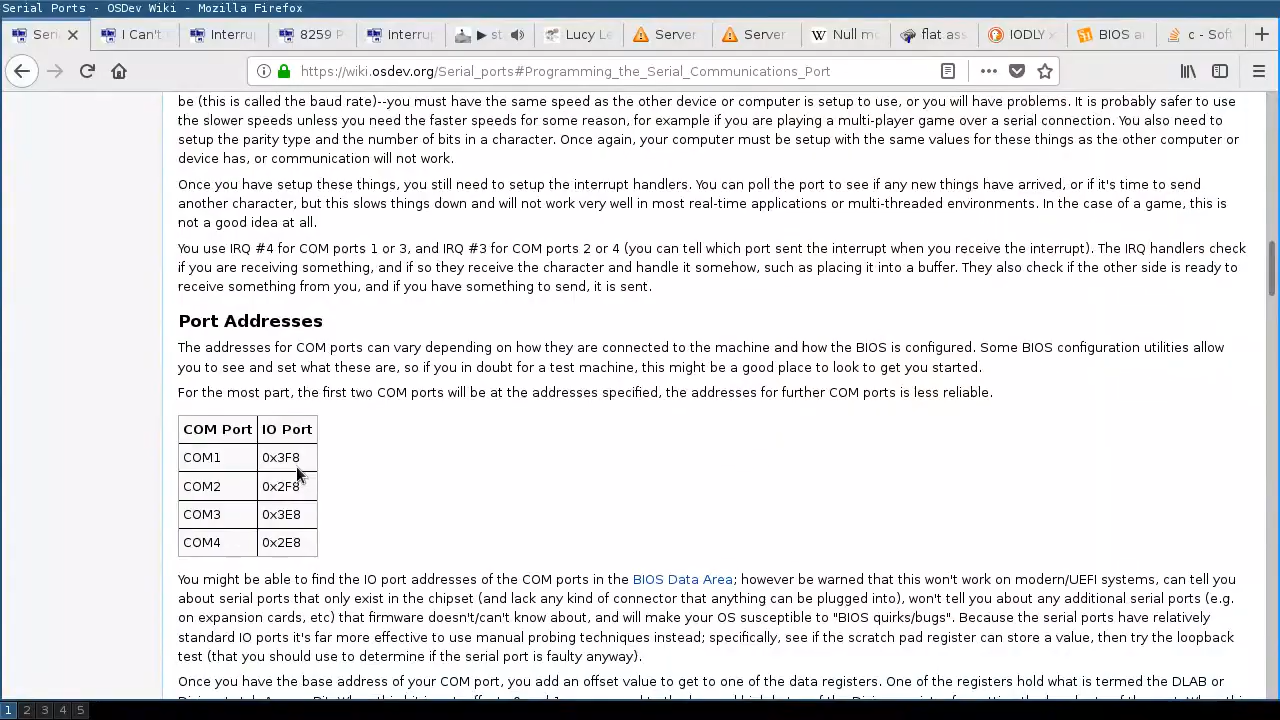 Serial Ports - OSDev Wiki - Mozilla Firefox
Seri
I Can't
Interru
8259 P
Interru
▶ st
Lucy Le
Server
Server
Null m
flat ass
IODLY
BIOS a
c - Sof
https://wiki.osdev.org/Serial_ports#Programming_the_Serial_Communications_Port
be (this is called the baud rate)--you must have the same speed as the other device or computer is setup to use, or you will have problems. It is probably safer to use
the slower speeds unless you need the faster speeds for some reason, for example if you are playing a multi-player game over a serial connection. You also need to
setup the parity type and the number of bits in a character. Once again, your computer must be setup with the same values for these things as the other computer or
device has, or communication will not work.
Once you have setup these things, you still need to setup the interrupt handlers. You can poll the port to see if any new things have arrived, or if it's time to send
another character, but this slows things down and will not work very well in most real-time applications or multi-threaded environments. In the case of a game, this is
not a good idea at all.
You use IRQ #4 for COM ports 1 or 3, and IRQ #3 for COM ports 2 or 4 (you can tell which port sent the interrupt when you receive the interrupt). The IRQ handlers check
if you are receiving something, and if so they receive the character and handle it somehow, such as placing it into a buffer. They also check if the other side is ready to
receive something from you, and if you have something to send, it is sent.
Port Addresses
The addresses for COM ports can vary depending on how they are connected to the machine and how the BIOS is configured. Some BIOS configuration utilities allow
you to see and set what these are, so if you in doubt for a test machine, this might be a good place to look to get you started.
For the most part, the first two COM ports will be at the addresses specified, the addresses for further COM ports is less reliable.
COM Port IO Port
COM1 0x3F8
COM2 0x2F8
COM3 0x3E8
COM4 0x2E8
You might be able to find the IO port addresses of the COM ports in the BIOS Data Area; however be warned that this won't work on modern/UEFI systems, can tell you
about serial ports that only exist in the chipset (and lack any kind of connector that anything can be plugged into), won't tell you about any additional serial ports (e.g.
on expansion cards, etc) that firmware doesn't/can't know about, and will make your OS susceptible to "BIOS quirks/bugs". Because the serial ports have relatively
standard IO ports it's far more effective to use manual probing techniques instead; specifically, see if the scratch pad register can store a value, then try the loopback
test (that you should use to determine if the serial port is faulty anyway).
Once you have the base address of your COM port, you add an offset value to get to one of the data registers. One of the registers hold what is termed the DLAB or
1 2 3 4 5